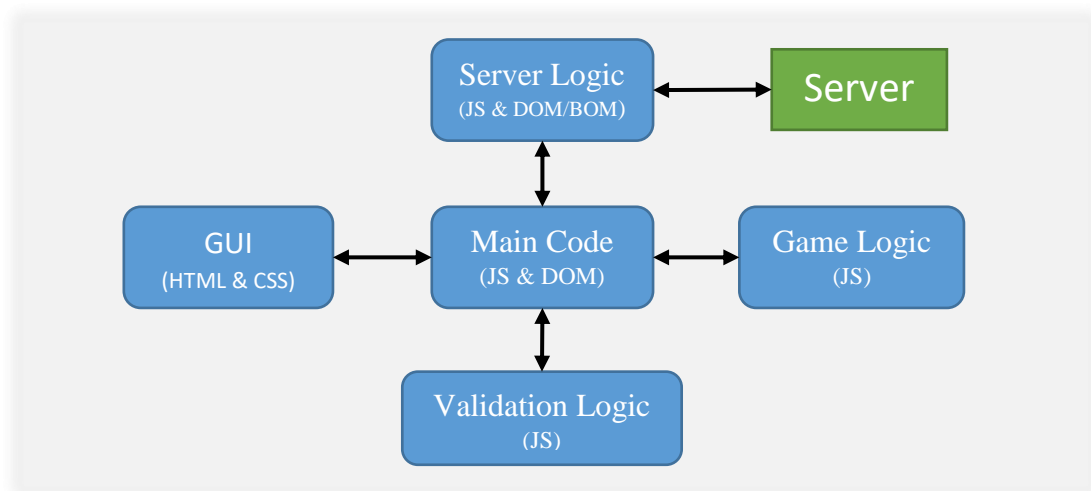 Server Logic
(JS & DOM/BOM)
Server
GUI
(HTML & CSS)
Main Code
(JS & DOM)
Game Logic
(JS)
Validation Logic
(JS)